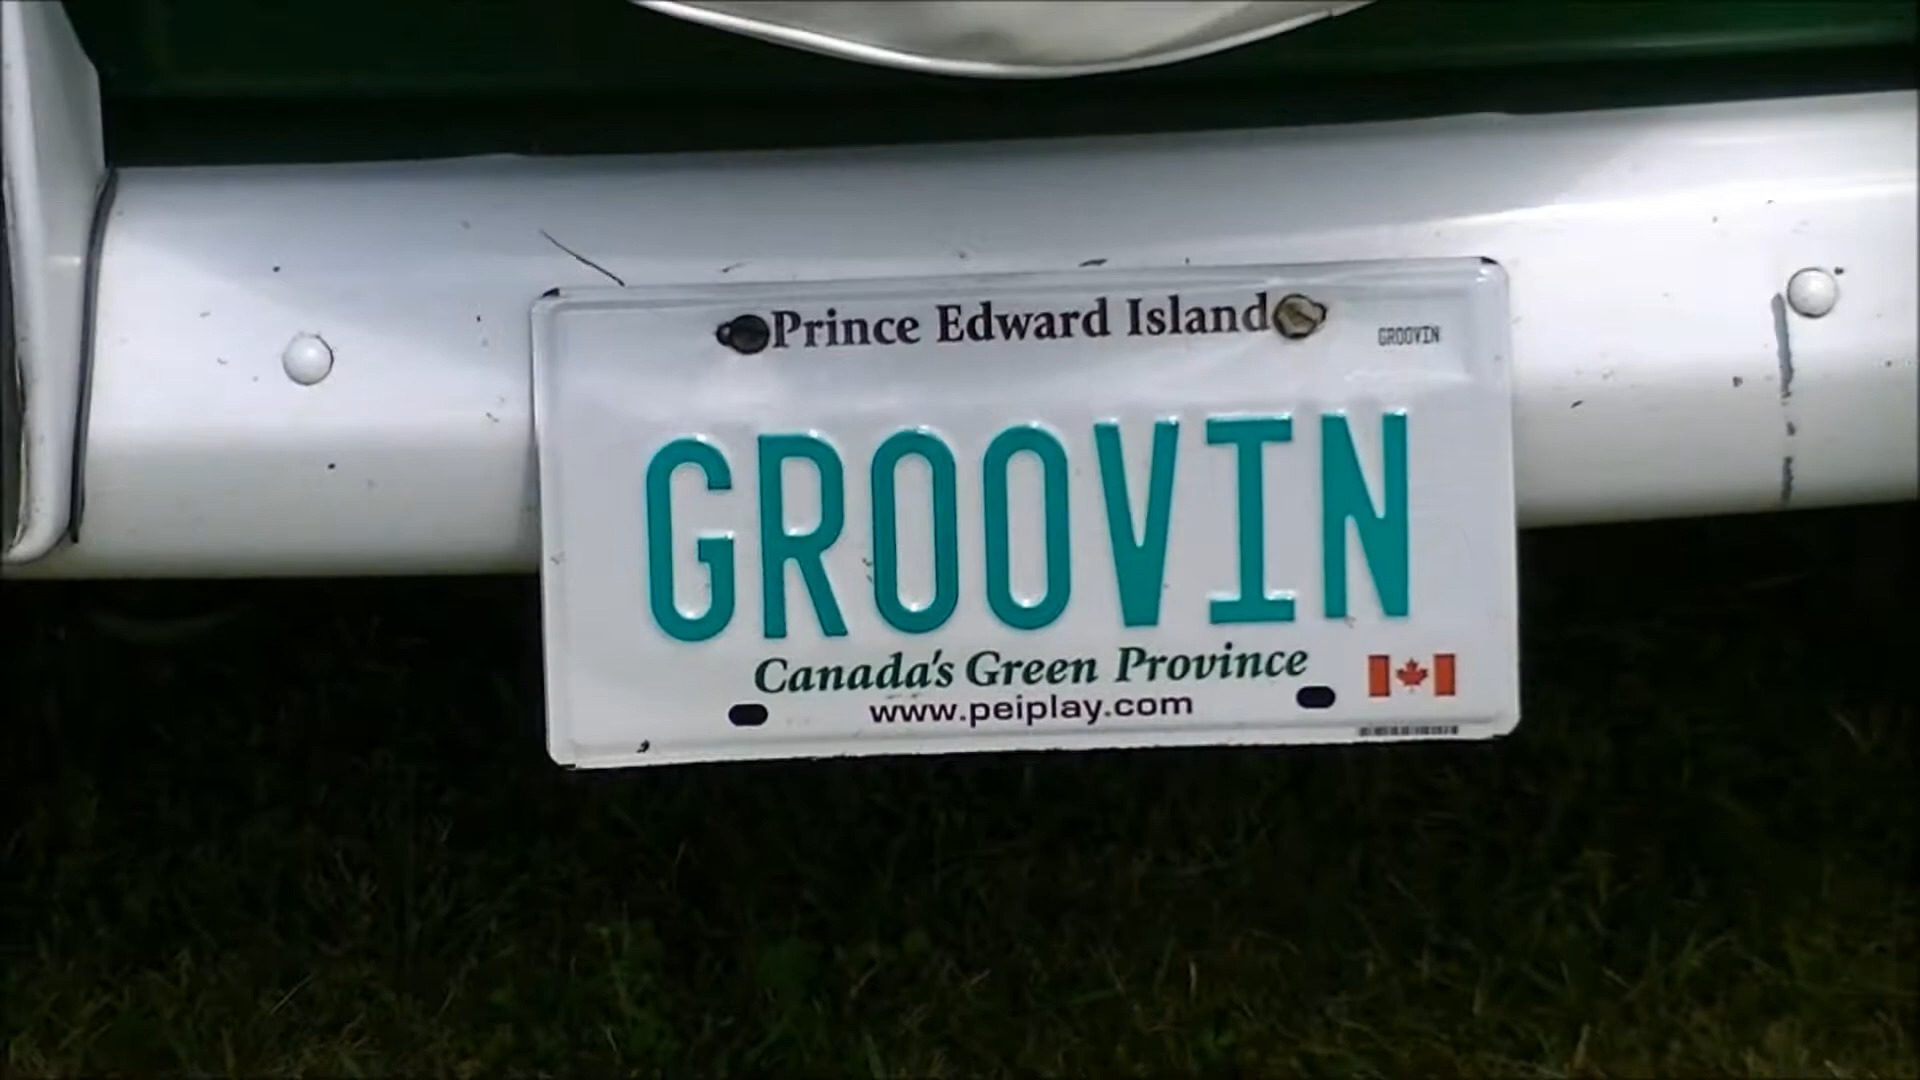 Prince Edward Island
GROOVIN
GROOVIN
Canada's Green Province
www.peiplay.com